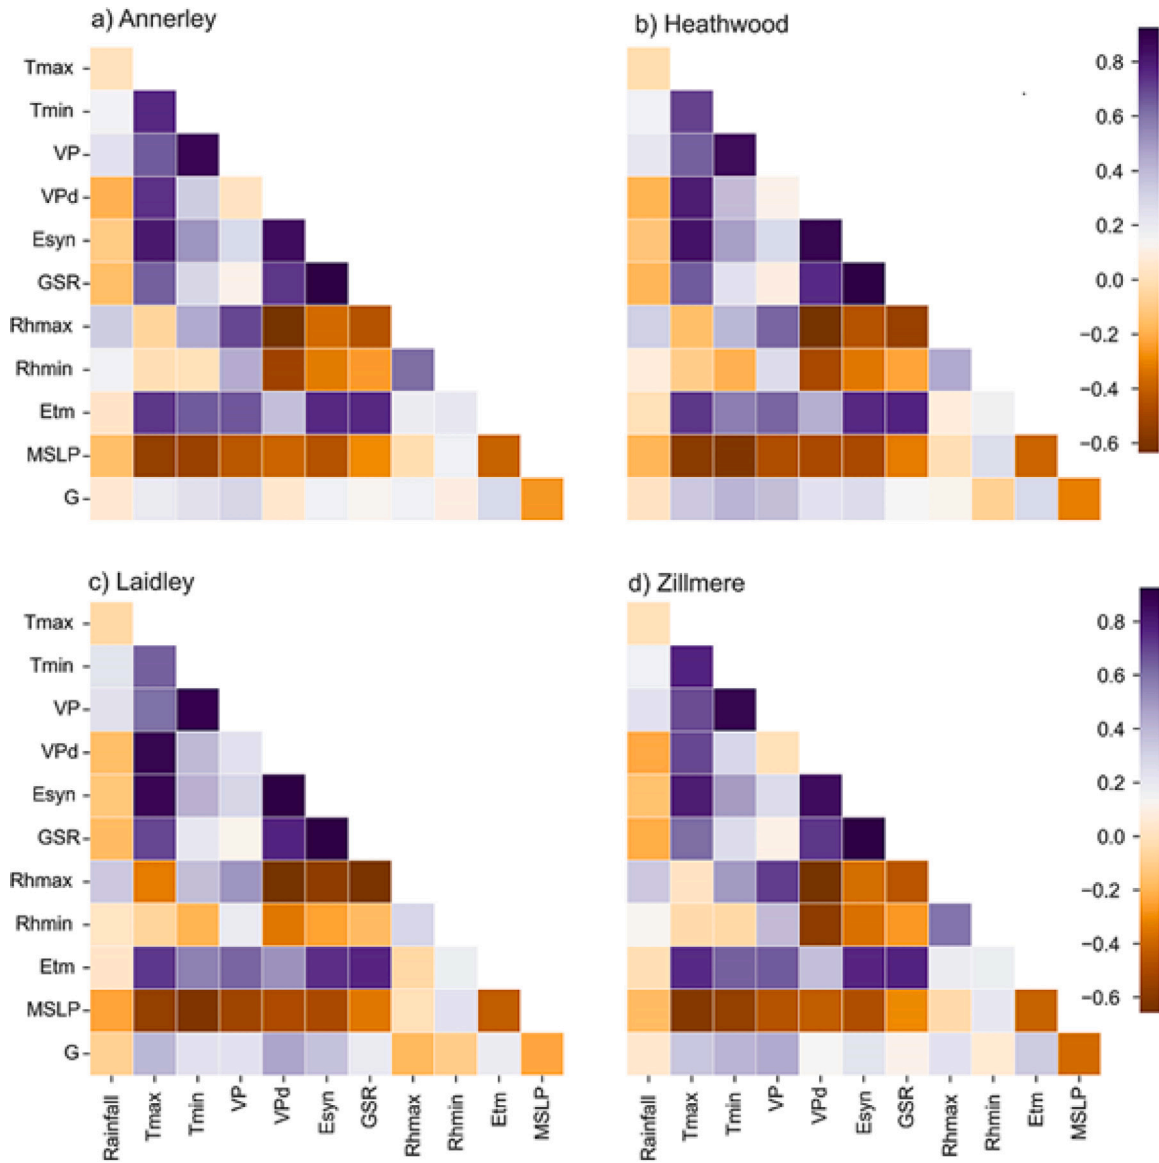 a) Annerley
b) Heathwood
Tmax
Tmin
VP
VPd
Esyn
GSR
Rhmax
Rhmin
Etm
MSLP
G
0.8
0.6
0.4
0.2
0.0
−0.2
−0.4
−0.6
c) Laidley
d) Zillmere
Tmax
Tmin
VP
VPd
Esyn
GSR
Rhmax
Rhmin
Etm
MSLP
G
0.8
0.6
0.4
0.2
0.0
−0.2
−0.4
−0.6
Rainfall
Tmax
Tmin
VP
VPd
Esyn
GSR
Rhmax
Rhmin
Etm
MSLP
Rainfall
Tmax
Tmin
VP
VPd
Esyn
GSR
Rhmax
Rhmin
Etm
MSLP